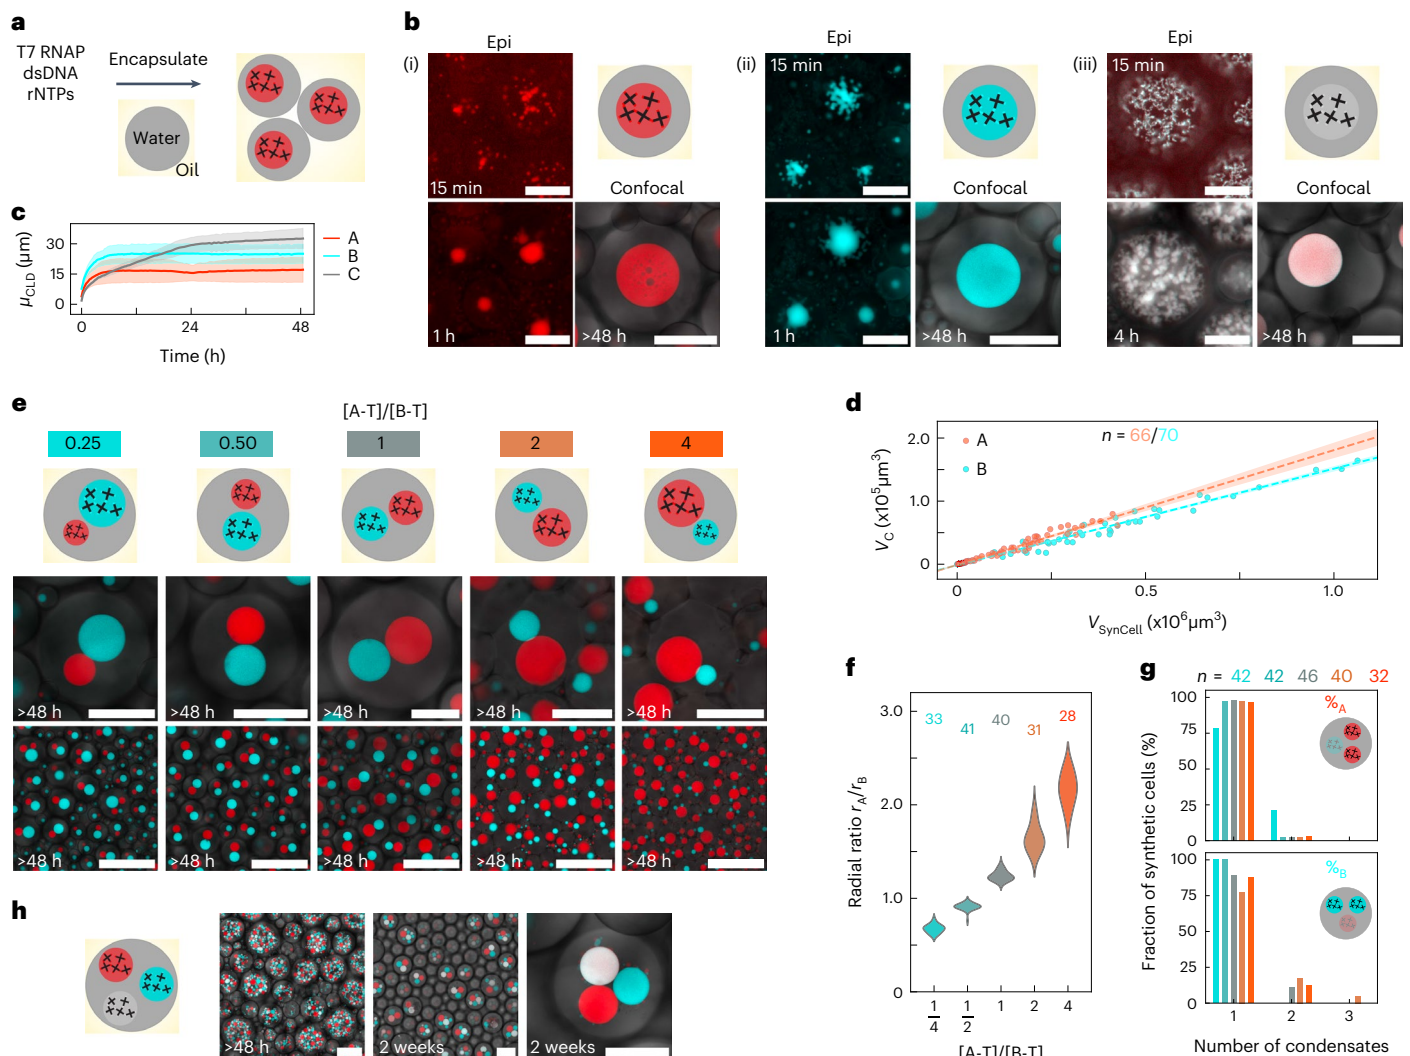 a
T7 RNAP
dsDNA
rNTPs
Encapsulate
Water
Oil
b
Epi
(i)
15 min
Confocal
1 h
>48 h
Epi
(ii)
15 min
Confocal
1 h
>48 h
Epi
(iii)
15 min
Confocal
4 h
>48 h
c
μCLD (μm)
30
15
0
0
24
48
Time (h)
A
B
C
e
[A-T]/[B-T]
0.25
0.50
1
2
4
>48 h
>48 h
>48 h
>48 h
>48 h
>48 h
>48 h
>48 h
>48 h
>48 h
d
n = 66/70
A
B
VC (x10⁵μm³)
2.0
1.0
0
0
0.5
1.0
VSynCell (x10⁶μm³)
f
Radial ratio rA/rB
3.0
2.0
1.0
0
33
41
40
31
28
1/4
1/2
1
2
4
[A-T]/[B-T]
g
n = 42 42 46 40 32
Fraction of synthetic cells (%)
100
75
50
25
0
%A
100
75
50
25
0
%B
1
2
3
Number of condensates
h
>48 h
2 weeks
2 weeks